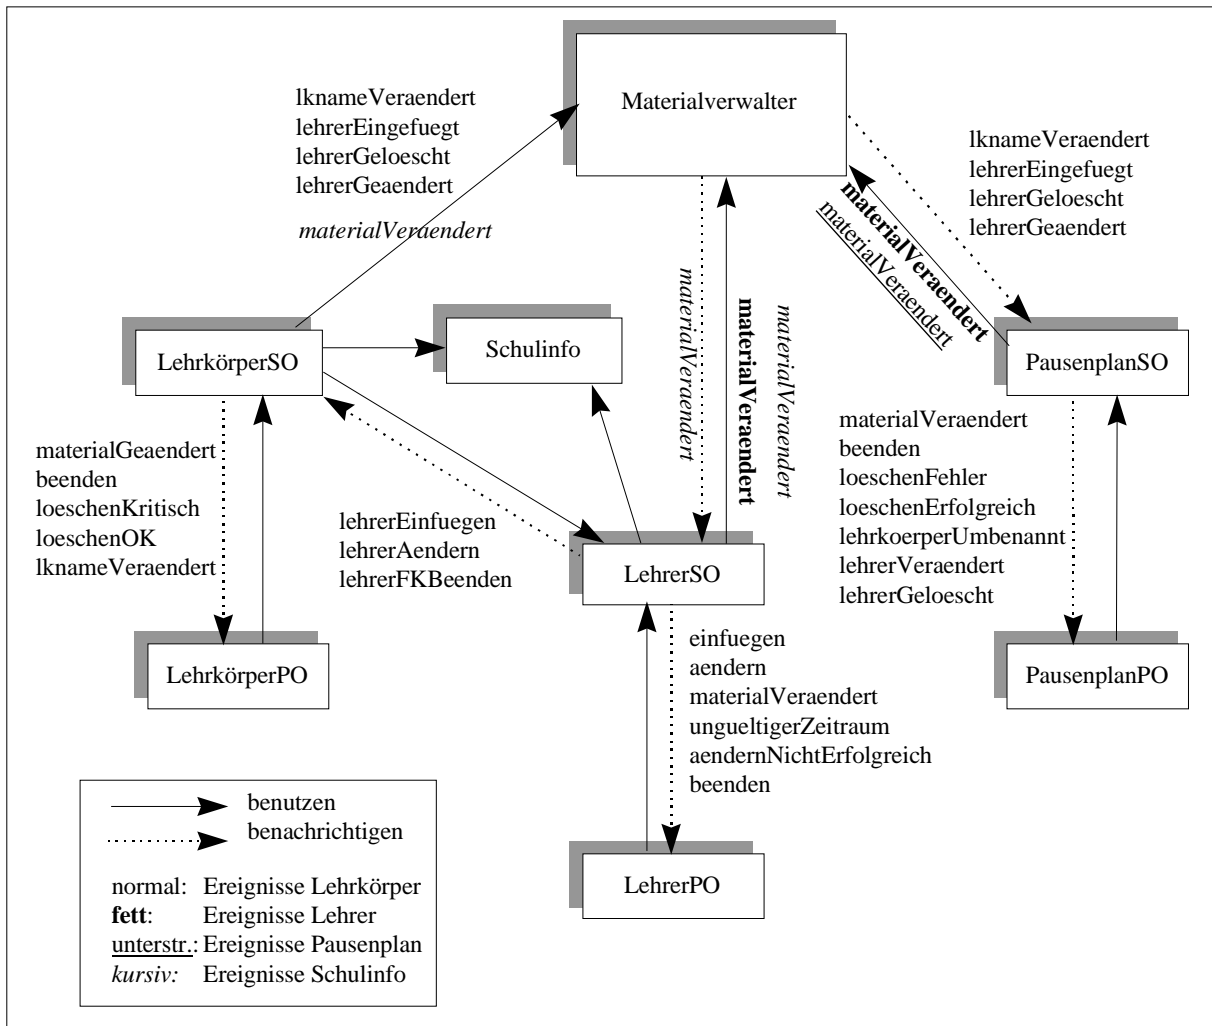 Materialverwalter
lknameVeraendert
lehrerEingefuegt
lehrerGeloescht
lehrerGeaendert
materialVeraendert
lknameVeraendert
lehrerEingefuegt
lehrerGeloescht
lehrerGeaendert
materialVeraendert
materialVeraendert
materialVeraendert
materialVeraendert
materialVeraendert
LehrkörperSO
Schulinfo
PausenplanSO
materialGeaendert
beenden
loeschenKritisch
loeschenOK
lknameVeraendert
lehrerEinfuegen
lehrerAendern
lehrerFKBeenden
LehrerSO
materialVeraendert
beenden
loeschenFehler
loeschenErfolgreich
lehrkoerperUmbenannt
lehrerVeraendert
lehrerGeloescht
LehrkörperPO
einfuegen
aendern
materialVeraendert
ungueltigerZeitraum
aendernNichtErfolgreich
beenden
PausenplanPO
LehrerPO
benutzen
benachrichtigen
normal: Ereignisse Lehrkörper
fett: Ereignisse Lehrer
unterstr.: Ereignisse Pausenplan
kursiv: Ereignisse Schulinfo